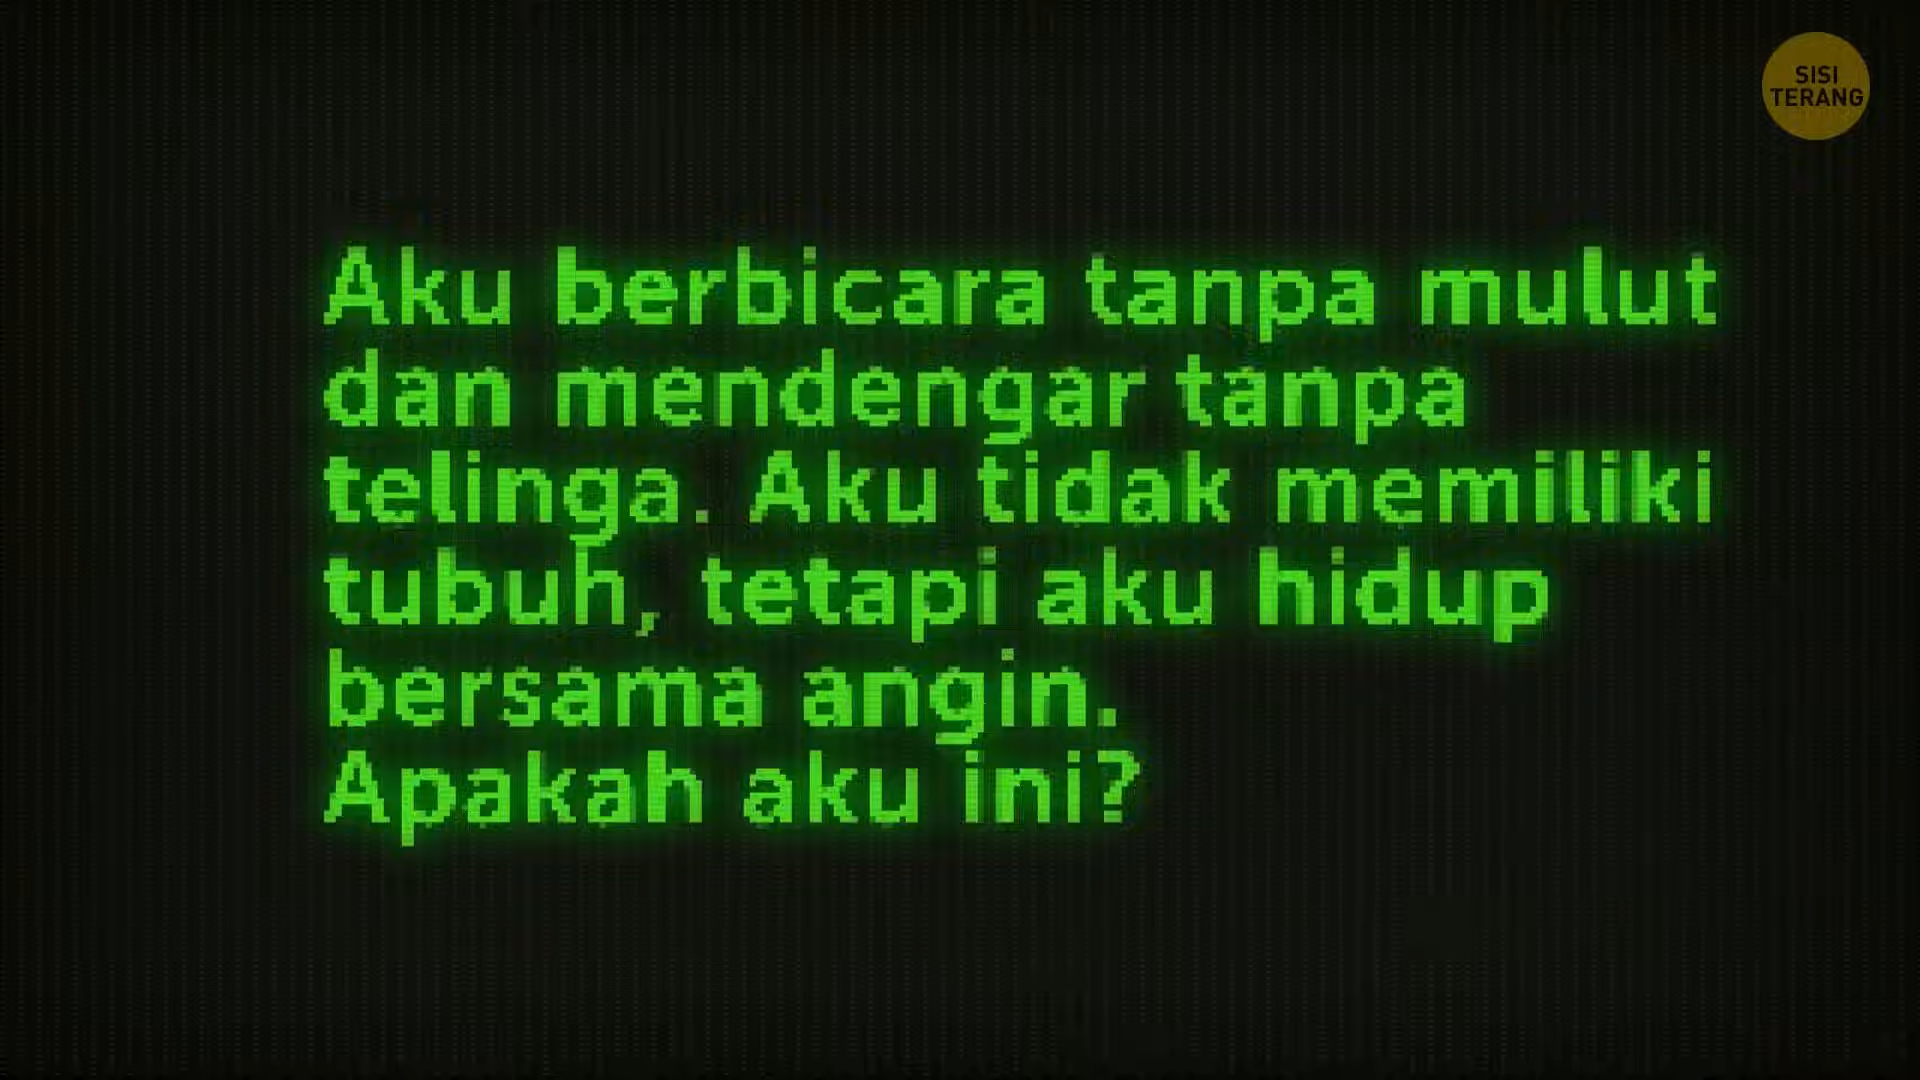 SISI
TERANG
Aku berbicara tanpa mulut
dan mendengar tanpa
telinga. Aku tidak memiliki
tubuh, tetapi aku hidup
bersama angin.
Apakah aku ini?